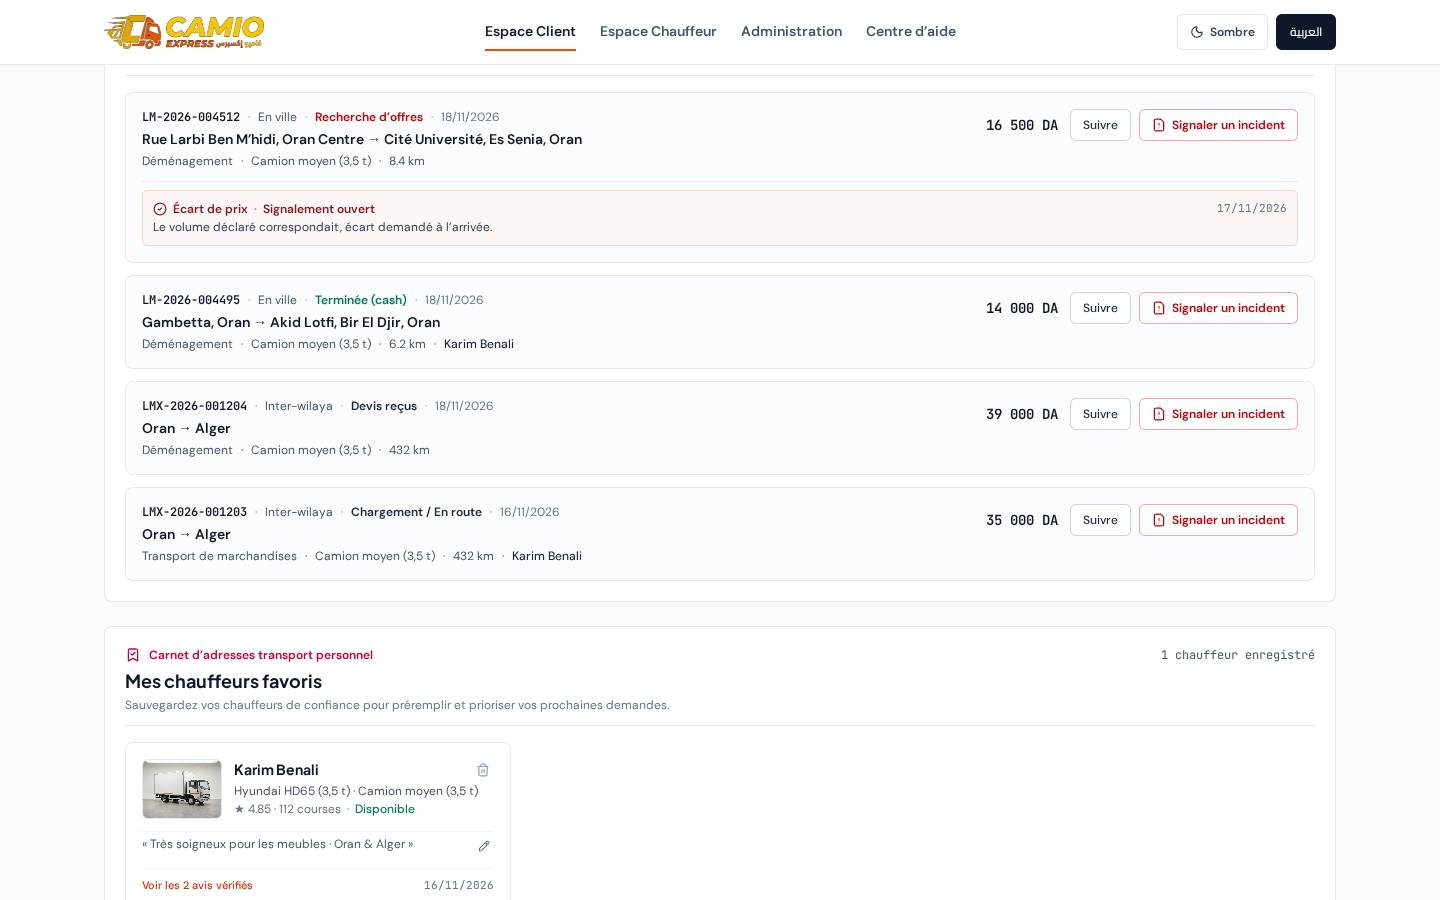 CAMIO
EXPRESS كاميو إكسبريس
Espace Client
Espace Chauffeur
Administration
Centre d’aide
Sombre
العربية
LM-2026-004512 · En ville · Recherche d’offres · 18/11/2026
Rue Larbi Ben M’hidi, Oran Centre → Cité Université, Es Senia, Oran
Déménagement · Camion moyen (3,5 t) · 8.4 km
16 500 DA
Suivre
Signaler un incident
Écart de prix · Signalement ouvert
17/11/2026
Le volume déclaré correspondait, écart demandé à l’arrivée.
LM-2026-004495 · En ville · Terminée (cash) · 18/11/2026
Gambetta, Oran → Akid Lotfi, Bir El Djir, Oran
Déménagement · Camion moyen (3,5 t) · 6.2 km · Karim Benali
14 000 DA
Suivre
Signaler un incident
LMX-2026-001204 · Inter-wilaya · Devis reçus · 18/11/2026
Oran → Alger
Déménagement · Camion moyen (3,5 t) · 432 km
39 000 DA
Suivre
Signaler un incident
LMX-2026-001203 · Inter-wilaya · Chargement / En route · 16/11/2026
Oran → Alger
Transport de marchandises · Camion moyen (3,5 t) · 432 km · Karim Benali
35 000 DA
Suivre
Signaler un incident
Carnet d’adresses transport personnel
1 chauffeur enregistré
Mes chauffeurs favoris
Sauvegardez vos chauffeurs de confiance pour préremplir et prioriser vos prochaines demandes.
Karim Benali
Hyundai HD65 (3,5 t) · Camion moyen (3,5 t)
★ 4.85 · 112 courses · Disponible
« Très soigneux pour les meubles · Oran & Alger »
Voir les 2 avis vérifiés
16/11/2026